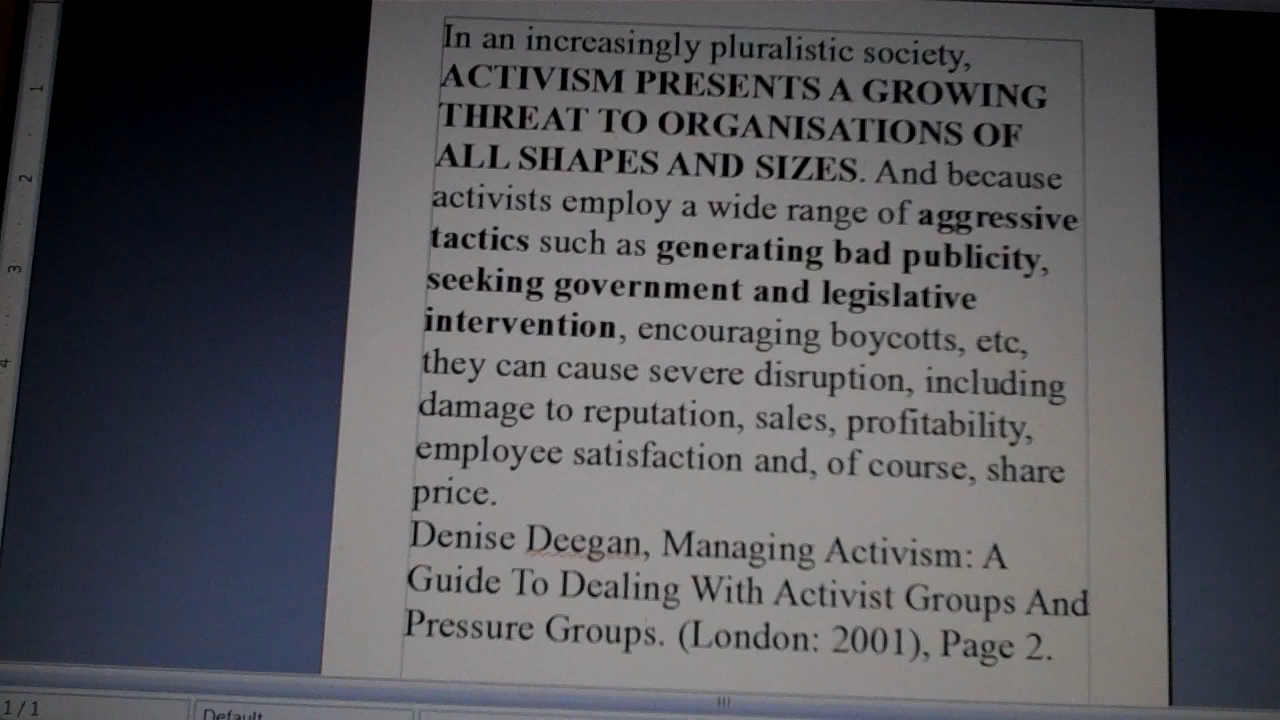 In an increasingly pluralistic society,
ACTIVISM PRESENTS A GROWING
THREAT TO ORGANISATIONS OF
ALL SHAPES AND SIZES. And because
activists employ a wide range of aggressive
tactics such as generating bad publicity,
seeking government and legislative
intervention, encouraging boycotts, etc,
they can cause severe disruption, including
damage to reputation, sales, profitability,
employee satisfaction and, of course, share
price.
Denise Deegan, Managing Activism: A
Guide To Dealing With Activist Groups And
Pressure Groups. (London: 2001), Page 2.
1
2
3
4
1 / 1
Default